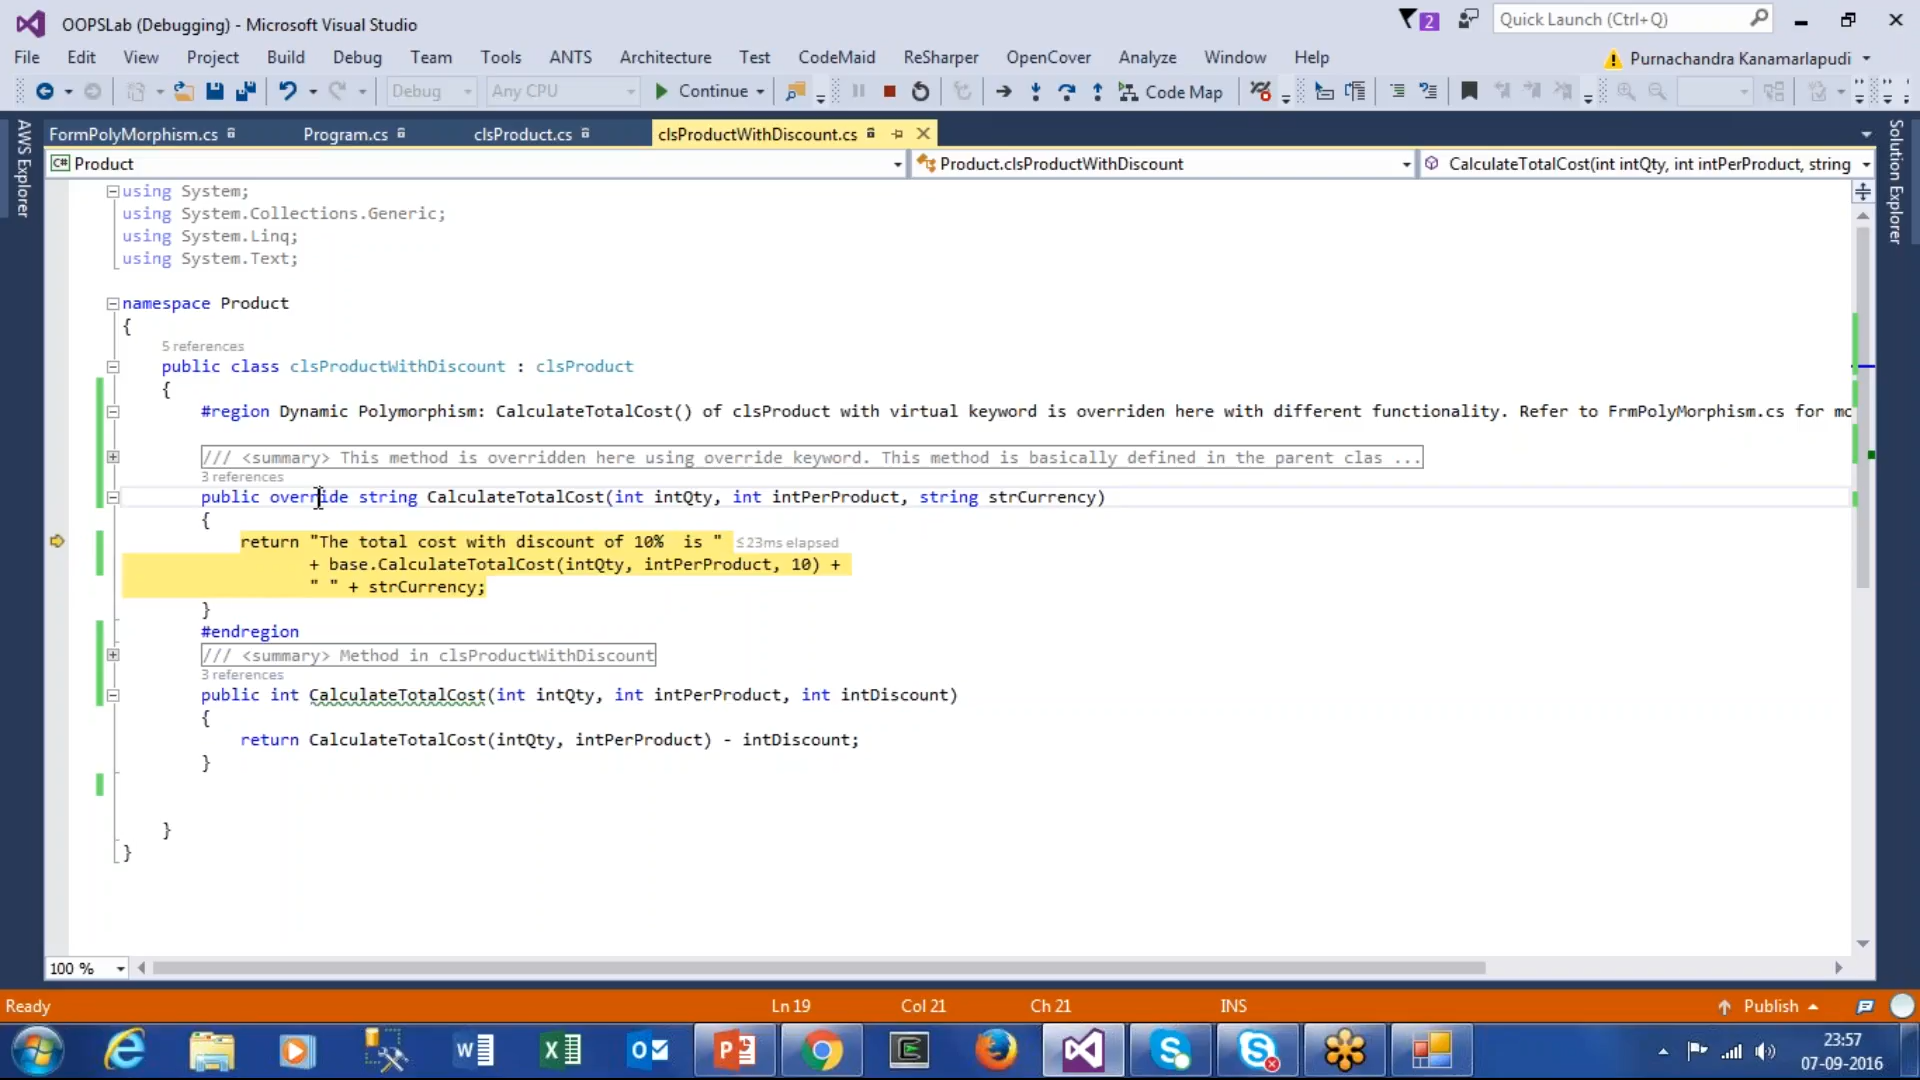 OOPSLab (Debugging) - Microsoft Visual Studio
2
Quick Launch (Ctrl+Q)
File Edit View Project Build Debug Team Tools ANTS Architecture Test CodeMaid ReSharper OpenCover Analyze Window Help
Purnachandra Kanamarlapudi
Debug Any CPU Continue Code Map
AWS Explorer
FormPolyMorphism.cs Program.cs clsProduct.cs clsProductWithDiscount.cs
Solution Explorer
C# Product
Product.clsProductWithDiscount
CalculateTotalCost(int intQty, int intPerProduct, string
using System;
using System.Collections.Generic;
using System.Linq;
using System.Text;
namespace Product
{
5 references
public class clsProductWithDiscount : clsProduct
{
#region Dynamic Polymorphism: CalculateTotalCost() of clsProduct with virtual keyword is overriden here with different functionality. Refer to FrmPolyMorphism.cs for mo
/// <summary> This method is overridden here using override keyword. This method is basically defined in the parent clas ...
3 references
public override string CalculateTotalCost(int intQty, int intPerProduct, string strCurrency)
{
return "The total cost with discount of 10%  is " ≤23ms elapsed
+ base.CalculateTotalCost(intQty, intPerProduct, 10) +
" " + strCurrency;
}
#endregion
/// <summary> Method in clsProductWithDiscount
3 references
public int CalculateTotalCost(int intQty, int intPerProduct, int intDiscount)
{
return CalculateTotalCost(intQty, intPerProduct) - intDiscount;
}
}
}
100 %
Ready Ln 19 Col 21 Ch 21 INS Publish
23:57
07-09-2016